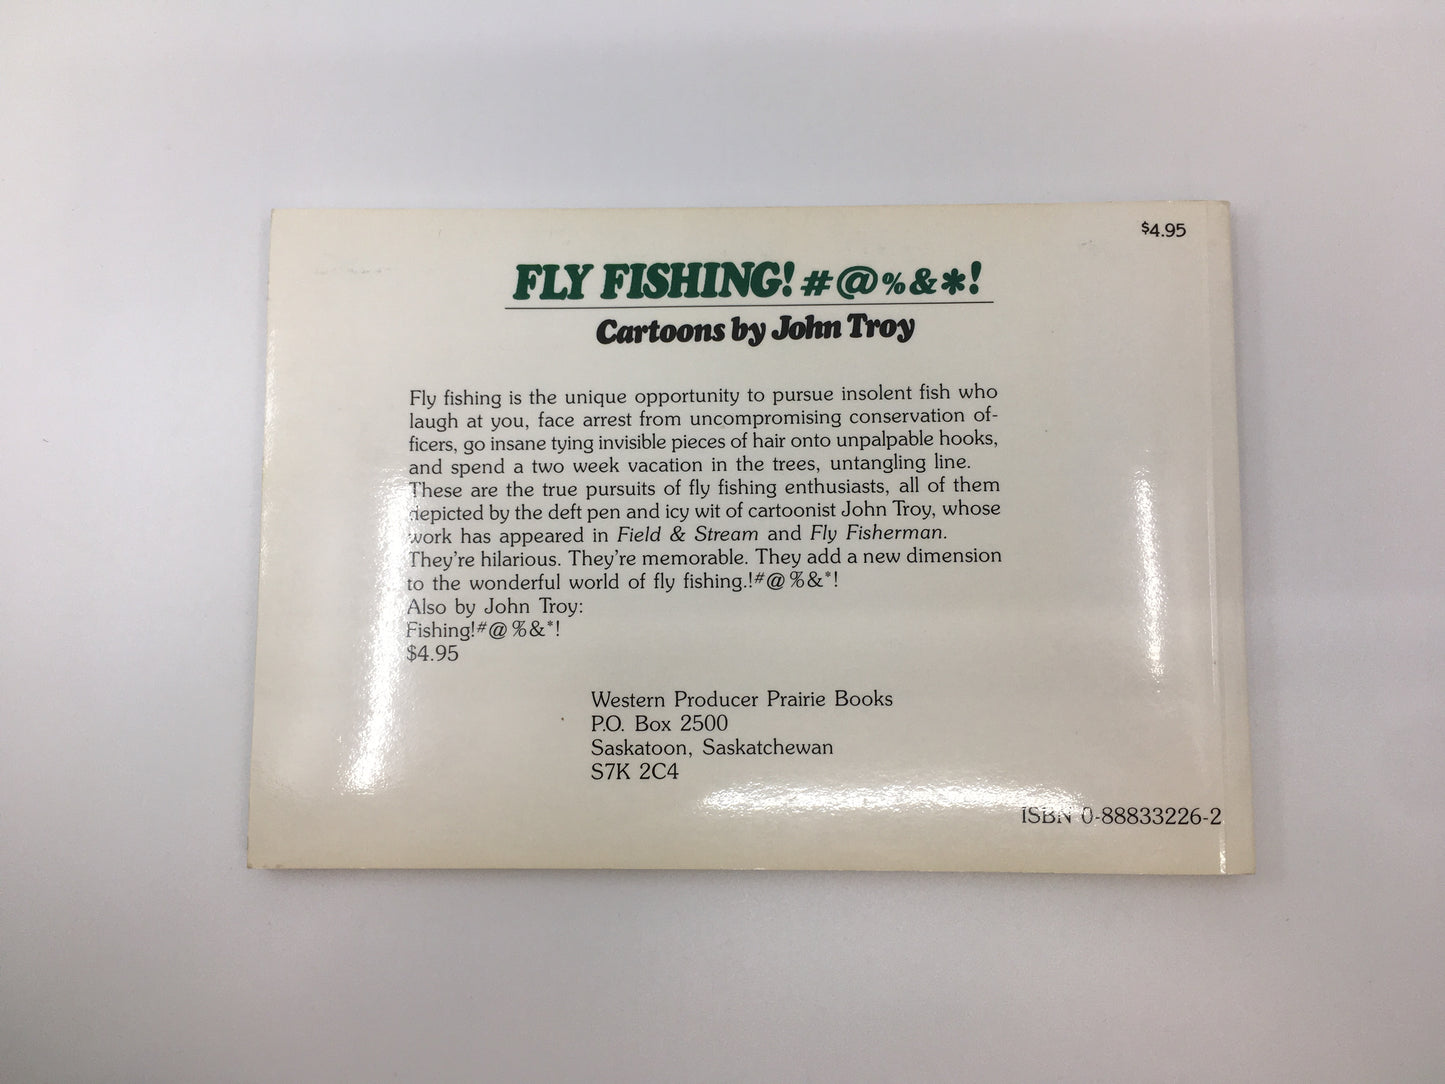 $4.95
FLY FISHING!#@%&*!
Cartoons by John Troy
Fly fishing is the unique opportunity to pursue insolent fish who
laugh at you, face arrest from uncompromising conservation of-
ficers, go insane tying invisible pieces of hair onto unpalpable hooks,
and spend a two week vacation in the trees, untangling line.
These are the true pursuits of fly fishing enthusiasts, all of them
depicted by the deft pen and icy wit of cartoonist John Troy, whose
work has appeared in Field & Stream and Fly Fisherman.
They're hilarious. They're memorable. They add a new dimension
to the wonderful world of fly fishing.!#@%&*!
Also by John Troy:
Fishing!#@%&*!
$4.95
Western Producer Prairie Books
P.O. Box 2500
Saskatoon, Saskatchewan
S7K 2C4
ISBN 0-88833226-2